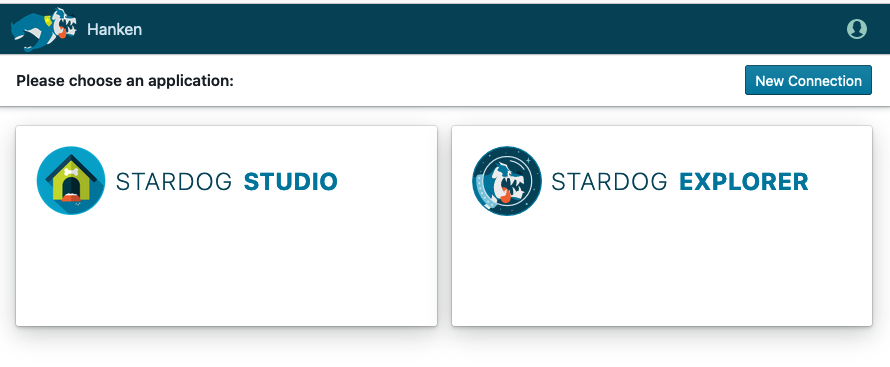 Hanken
Please choose an application:
New Connection
STARDOG STUDIO
STARDOG EXPLORER